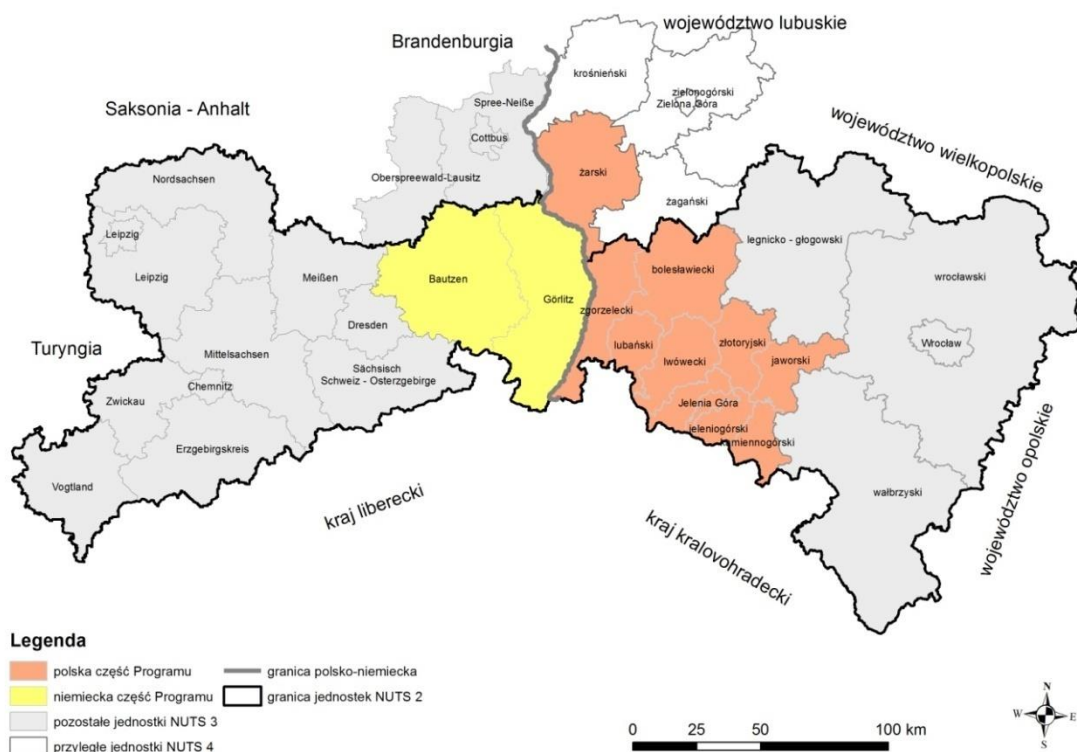 województwo lubuskie
Brandenburgia
krośnieński
zielonogórski
Zielona Góra
Spree-Neiße
Saksonia - Anhalt
Cottbus
województwo wielkopolskie
żarski
Nordsachsen
Oberspreewald-Lausitz
żagański
Leipzig
legnicko - głogowski
Meißen
bolesławiecki
Leipzig
Bautzen
wrocławski
Görlitz
zgorzelecki
Dresden
lubański
złotoryjski
Wrocław
Turyngia
Mittelsachsen
lwówecki
jaworski
Sächsisch
Schweiz - Osterzgebirge
Chemnitz
Zwickau
Jelenia Góra
jeleniogórski
kamiennogórski
Erzgebirgskreis
Vogtland
wałbrzyski
kraj liberecki
kraj kralovohradecki
województwo opolskie
Legenda
polska część Programu
granica polsko-niemiecka
niemiecka część Programu
granica jednostek NUTS 2
pozostałe jednostki NUTS 3
przyległe jednostki NUTS 4
0 25 50 100 km
N
W E
S